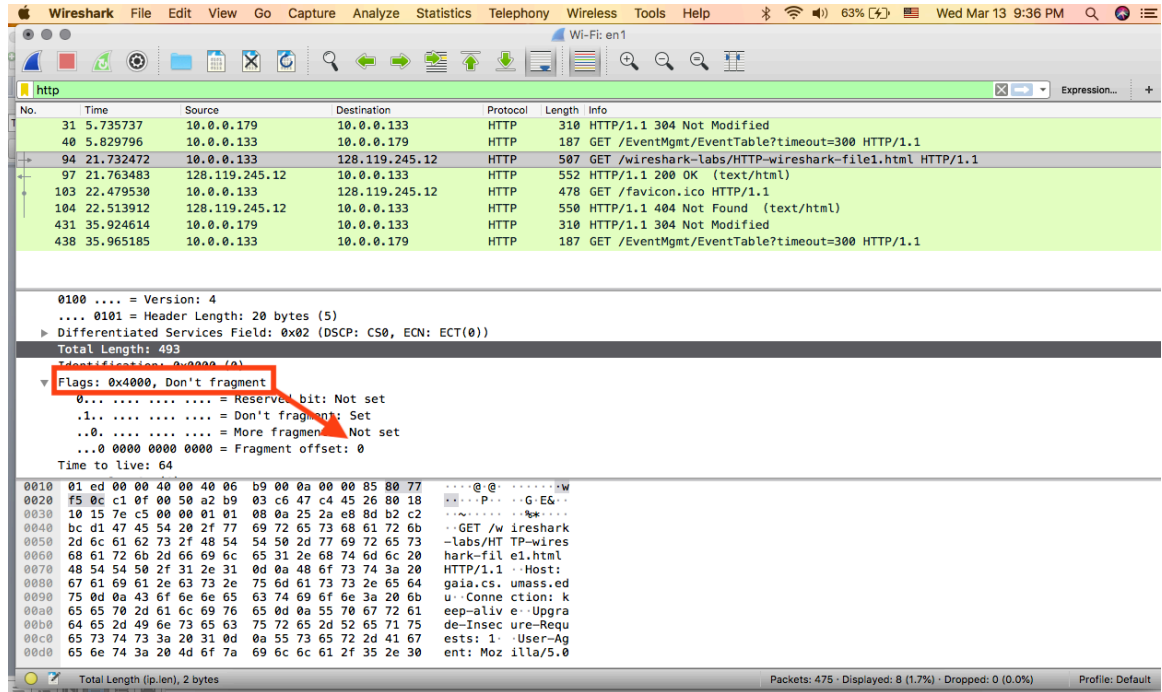 Wireshark File Edit View Go Capture Analyze Statistics Telephony Wireless Tools Help 63% Wed Mar 13 9:36 PM
Wi-Fi: en1
http Expression... +
No. Time Source Destination Protocol Length Info
31 5.735737 10.0.0.179 10.0.0.133 HTTP 310 HTTP/1.1 304 Not Modified
40 5.829796 10.0.0.133 10.0.0.179 HTTP 187 GET /EventMgmt/EventTable?timeout=300 HTTP/1.1
94 21.732472 10.0.0.133 128.119.245.12 HTTP 507 GET /wireshark-labs/HTTP-wireshark-file1.html HTTP/1.1
97 21.763483 128.119.245.12 10.0.0.133 HTTP 552 HTTP/1.1 200 OK (text/html)
103 22.479530 10.0.0.133 128.119.245.12 HTTP 478 GET /favicon.ico HTTP/1.1
104 22.513912 128.119.245.12 10.0.0.133 HTTP 550 HTTP/1.1 404 Not Found (text/html)
431 35.924614 10.0.0.179 10.0.0.133 HTTP 310 HTTP/1.1 304 Not Modified
438 35.965185 10.0.0.133 10.0.0.179 HTTP 187 GET /EventMgmt/EventTable?timeout=300 HTTP/1.1
0100 .... = Version: 4
.... 0101 = Header Length: 20 bytes (5)
Differentiated Services Field: 0x02 (DSCP: CS0, ECN: ECT(0))
Total Length: 493
Identification: 0x0000 (0)
Flags: 0x4000, Don't fragment
0... .... .... .... = Reserved bit: Not set
.1.. .... .... .... = Don't fragment: Set
..0. .... .... .... = More fragments: Not set
...0 0000 0000 0000 = Fragment offset: 0
Time to live: 64
0010 01 ed 00 00 40 00 40 06 b9 00 0a 00 00 85 80 77 ····@·@· ·······w
0020 f5 0c c1 0f 00 50 a2 b9 03 c6 47 c4 45 26 80 18 ·····P·· ··G·E&··
0030 10 15 7e c5 00 00 01 01 08 0a 25 2a e8 8d b2 c2 ··~····· ··%*····
0040 bc d1 47 45 54 20 2f 77 69 72 65 73 68 61 72 6b ··GET /w ireshark
0050 2d 6c 61 62 73 2f 48 54 54 50 2d 77 69 72 65 73 -labs/HT TP-wires
0060 68 61 72 6b 2d 66 69 6c 65 31 2e 68 74 6d 6c 20 hark-fil e1.html
0070 48 54 54 50 2f 31 2e 31 0d 0a 48 6f 73 74 3a 20 HTTP/1.1 ··Host:
0080 67 61 69 61 2e 63 73 2e 75 6d 61 73 73 2e 65 64 gaia.cs. umass.ed
0090 75 0d 0a 43 6f 6e 6e 65 63 74 69 6f 6e 3a 20 6b u··Conne ction: k
00a0 65 65 70 2d 61 6c 69 76 65 0d 0a 55 70 67 72 61 eep-aliv e··Upgra
00b0 64 65 2d 49 6e 73 65 63 75 72 65 2d 52 65 71 75 de-Insec ure-Requ
00c0 65 73 74 73 3a 20 31 0d 0a 55 73 65 72 2d 41 67 ests: 1· ·User-Ag
00d0 65 6e 74 3a 20 4d 6f 7a 69 6c 6c 61 2f 35 2e 30 ent: Moz illa/5.0
Total Length (ip.len), 2 bytes Packets: 475 · Displayed: 8 (1.7%) · Dropped: 0 (0.0%) Profile: Default